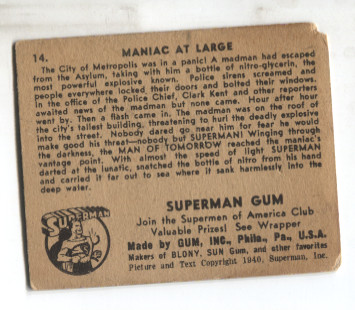 14. MANIAC AT LARGE
The City of Metropolis was in a panic! A madman had escaped
from the Asylum, taking with him a bottle of nitro-glycerin, the
most powerful explosive known. Police sirens screamed and
people everywhere locked their doors and bolted their windows.
In the office of the Police Chief, Clark Kent and other reporters
awaited news of the madman but none came. Hour after hour
went by. Then a flash came in. The madman was on the roof of
the city's tallest building, threatening to hurl the deadly explosive
into the street. Nobody dared go near him for fear he would
make good his threat—nobody but SUPERMAN! Winging through
the darkness, the MAN OF TOMORROW reached the maniac's
vantage point. With almost the speed of light SUPERMAN
darted at the lunatic, snatched the bottle of nitro from his hand
and carried it far out to sea where it sank harmlessly into the
deep water.
SUPERMAN
SUPERMAN GUM
Join the Supermen of America Club
Valuable Prizes! See Wrapper
Made by GUM, INC., Phila., Pa., U.S.A.
Makers of BLONY, SUN Gum, and other favorites
Picture and Text Copyright 1940, Superman, Inc.